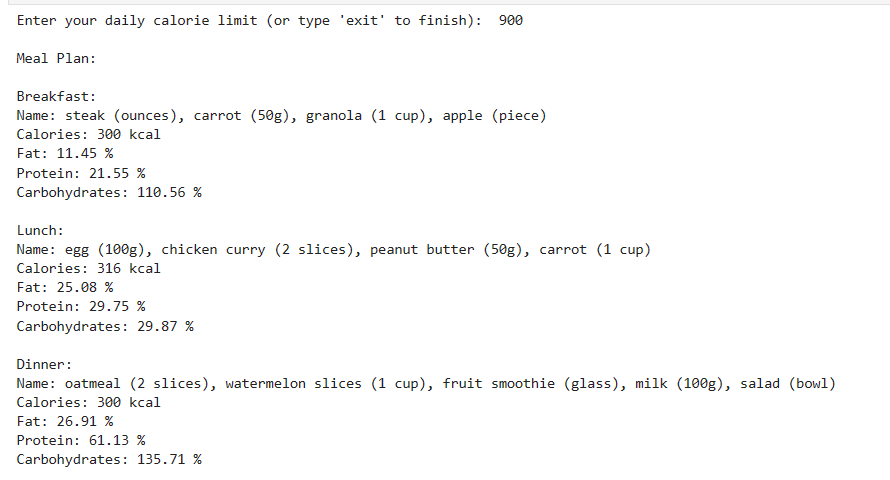 Enter your daily calorie limit (or type 'exit' to finish):  900
Meal Plan:
Breakfast:
Name: steak (ounces), carrot (50g), granola (1 cup), apple (piece)
Calories: 300 kcal
Fat: 11.45 %
Protein: 21.55 %
Carbohydrates: 110.56 %
Lunch:
Name: egg (100g), chicken curry (2 slices), peanut butter (50g), carrot (1 cup)
Calories: 316 kcal
Fat: 25.08 %
Protein: 29.75 %
Carbohydrates: 29.87 %
Dinner:
Name: oatmeal (2 slices), watermelon slices (1 cup), fruit smoothie (glass), milk (100g), salad (bowl)
Calories: 300 kcal
Fat: 26.91 %
Protein: 61.13 %
Carbohydrates: 135.71 %